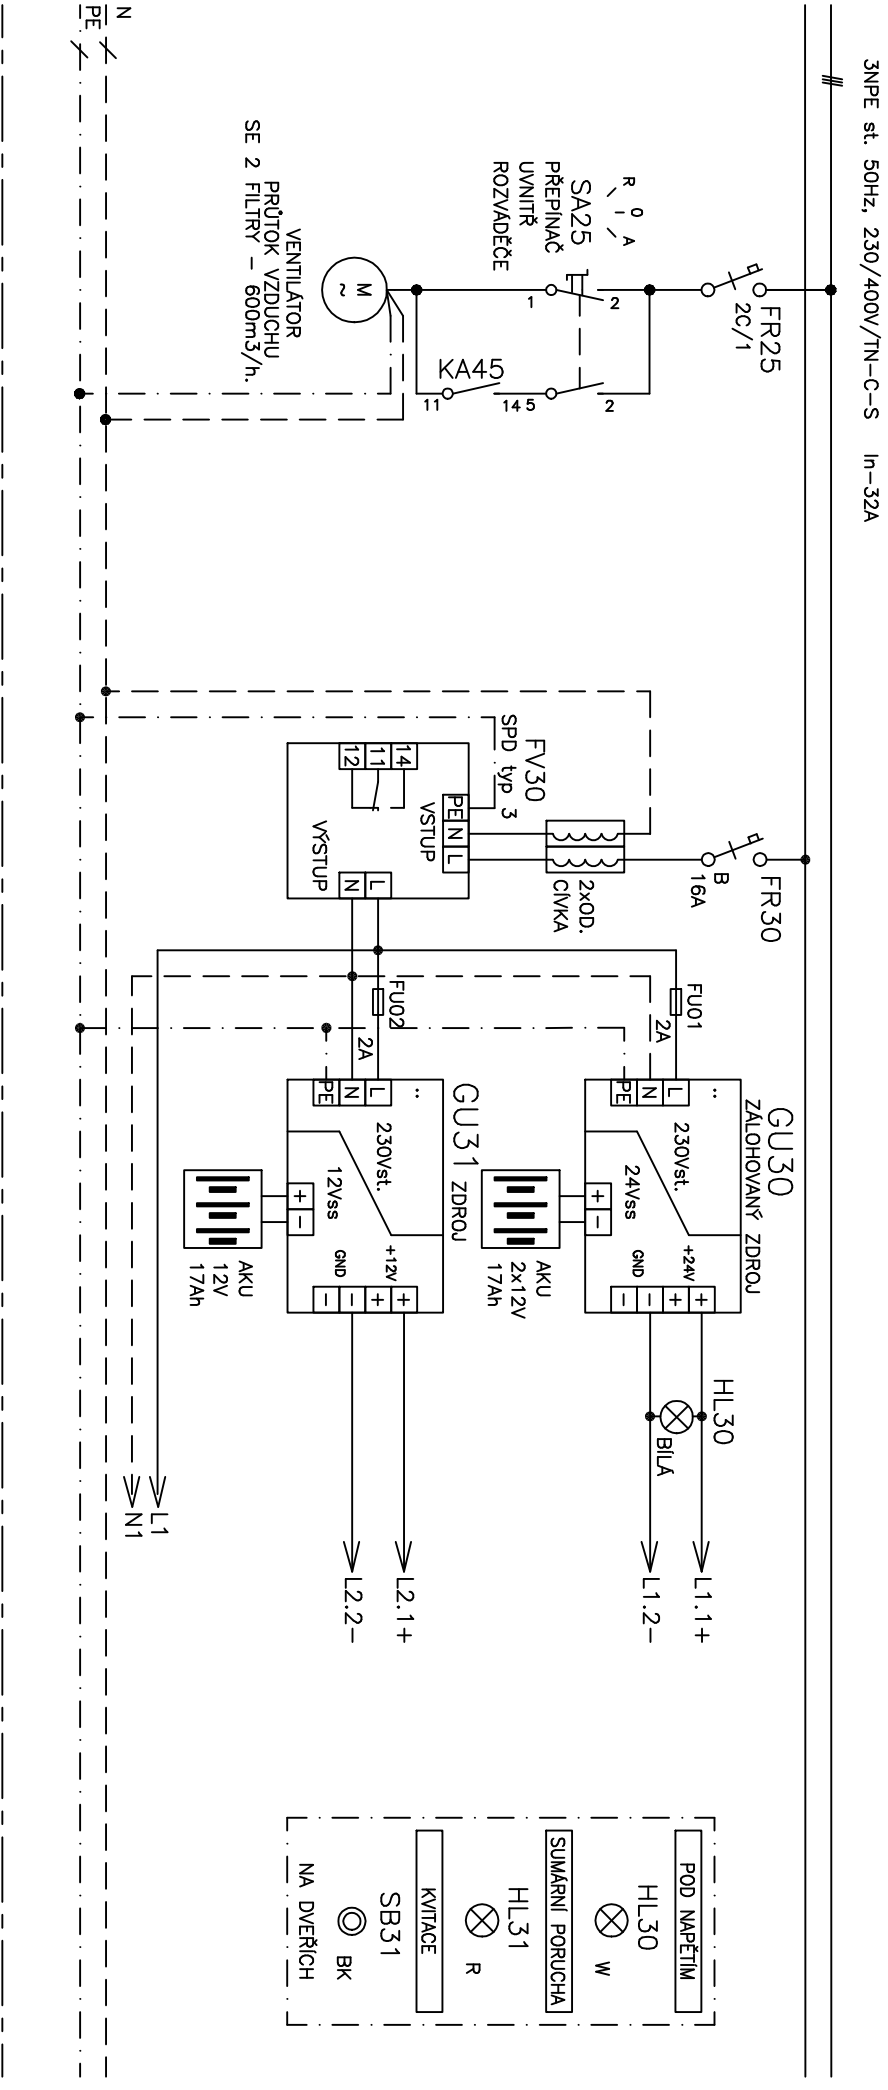 3NPE st. 50Hz, 230/400V/TN-C-S In-32A
N
PE
FR25
2C/1
R O A
SA25
PŘEPÍNAČ
UVNITŘ
ROZVÁDĚČE
1
2
5
2
KA45
11
14
M
~
VENTILÁTOR
PRŮTOK VZDUCHU
SE 2 FILTRY - 600m3/h.
FR30
B
16A
2xOD.
CÍVKA
FV30
SPD typ 3
PE N L
VSTUP
12 11 14
VÝSTUP
N L
FU01
2A
FU02
2A
GU30
ZÁLOHOVANÝ ZDROJ
L
N
PE
230Vst.
24Vss
+24V
GND
+
+
-
-
+ -
AKU
2x12V
17Ah
HL30
BÍLÁ
L1.1+
L1.2-
GU31 ZDROJ
L
N
PE
230Vst.
12Vss
+12V
GND
+
+
-
-
+ -
AKU
12V
17Ah
L2.1+
L2.2-
L1
N1
POD NAPĚTÍM
HL30
W
SUMÁRNÍ PORUCHA
HL31
R
KVITACE
SB31
BK
NA DVEŘÍCH